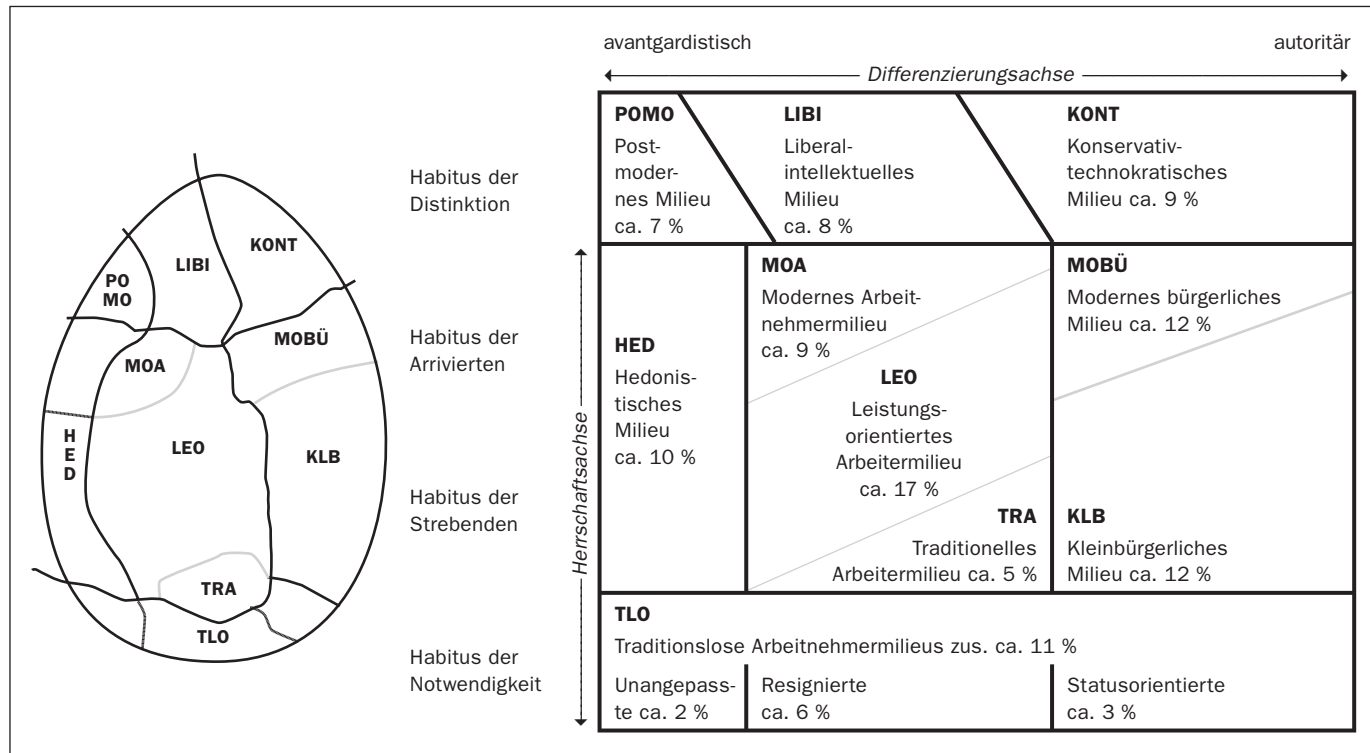 PO
MO
LIBI
KONT
MOA
MOBÜ
H
E
D
LEO
KLB
TRA
TLO
Habitus der
Distinktion
Habitus der
Arrivierten
Habitus der
Strebenden
Habitus der
Notwendigkeit
avantgardistisch
autoritär
Differenzierungsachse
Herrschaftsachse
POMO
Post-
moder-
nes Milieu
ca. 7 %
LIBI
Liberal-
intellektuelles
Milieu
ca. 8 %
KONT
Konservativ-
technokratisches
Milieu ca. 9 %
HED
Hedonis-
tisches
Milieu
ca. 10 %
MOA
Modernes Arbeit-
nehmermilieu
ca. 9 %
LEO
Leistungs-
orientiertes
Arbeitermilieu
ca. 17 %
TRA
Traditionelles
Arbeitermilieu ca. 5 %
MOBÜ
Modernes bürgerliches
Milieu ca. 12 %
KLB
Kleinbürgerliches
Milieu ca. 12 %
TLO
Traditionslose Arbeitnehmermilieus zus. ca. 11 %
Unangepass-
te ca. 2 %
Resignierte
ca. 6 %
Statusorientierte
ca. 3 %